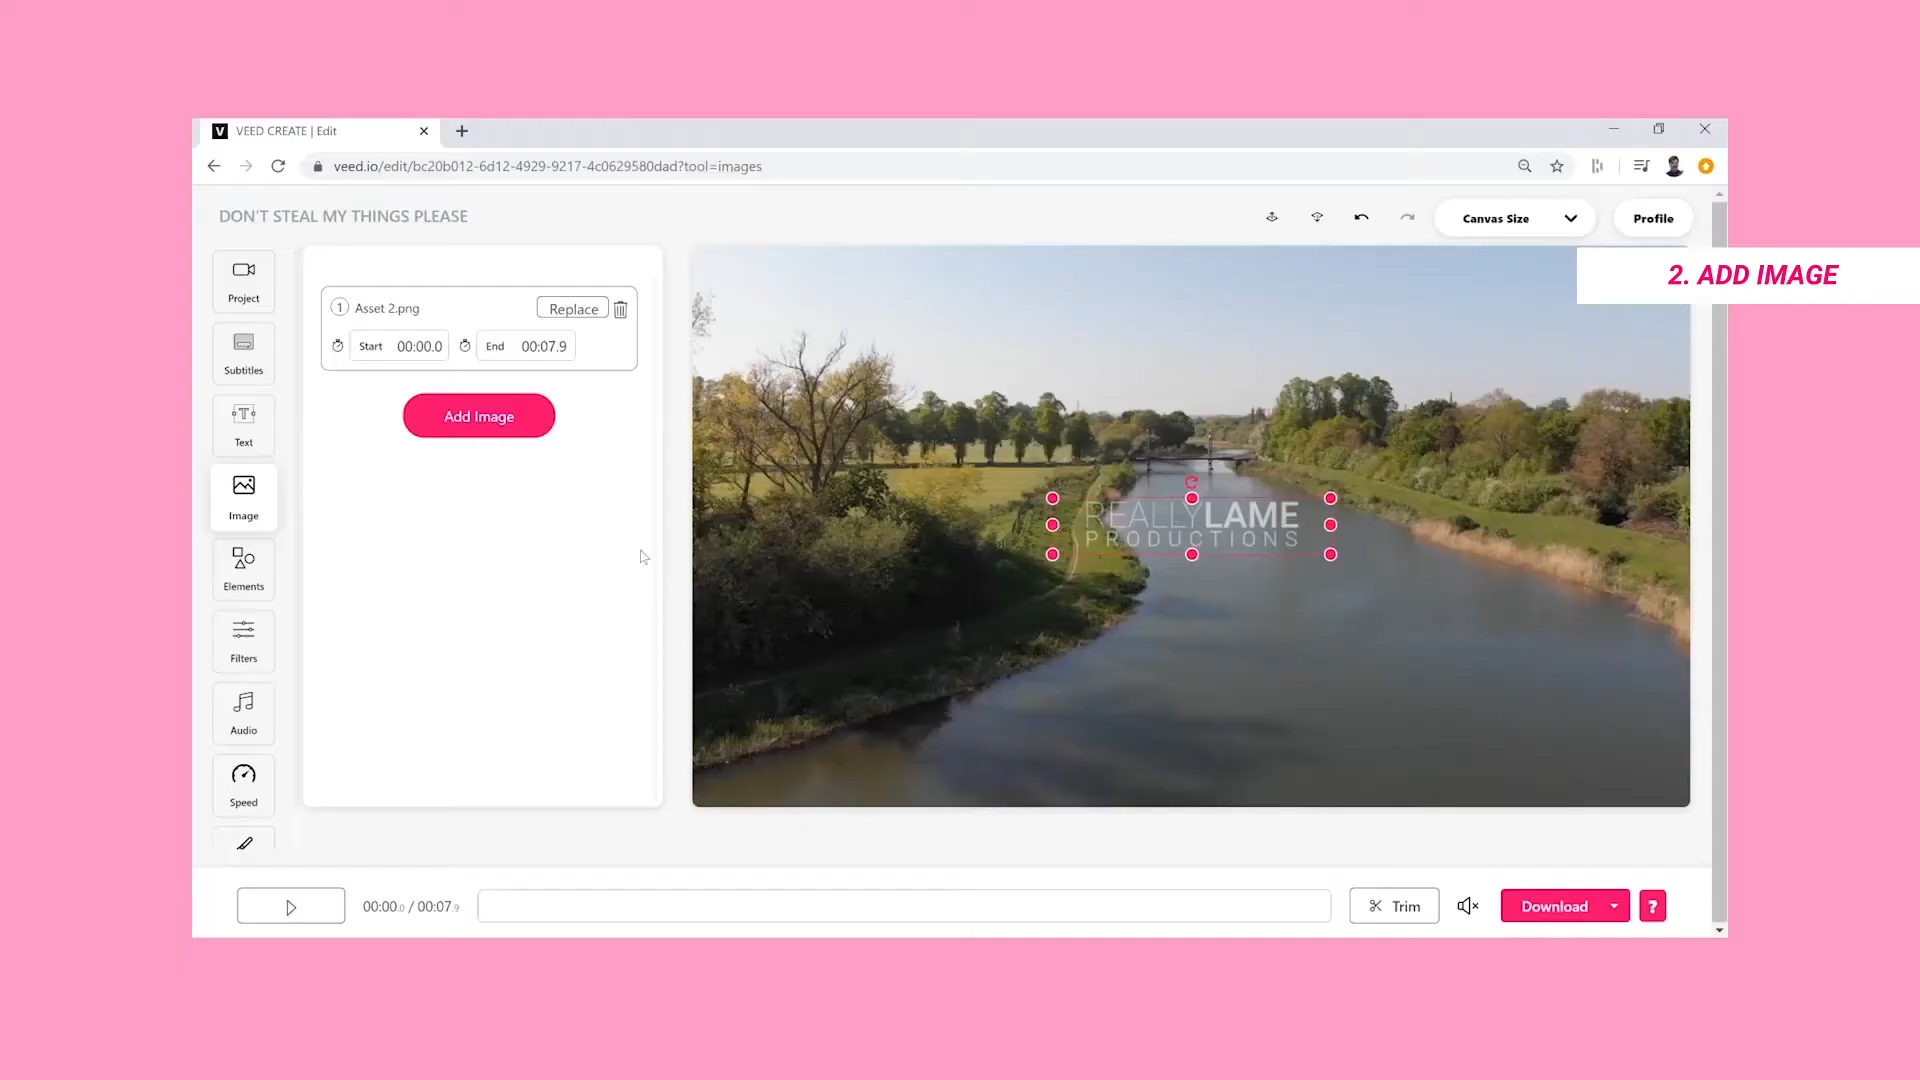 VEED CREATE | Edit
veed.io/edit/bc20b012-6d12-4929-9217-4c0629580dad?tool=images
DON'T STEAL MY THINGS PLEASE
Canvas Size
Profile
2. ADD IMAGE
Project
Subtitles
Text
Image
Elements
Filters
Audio
Speed
1 Asset 2.png Replace
Start 00:00.0 End 00:07.9
Add Image
REALLYLAME
PRODUCTIONS
00:00.0 / 00:07.9
Trim
Download
?